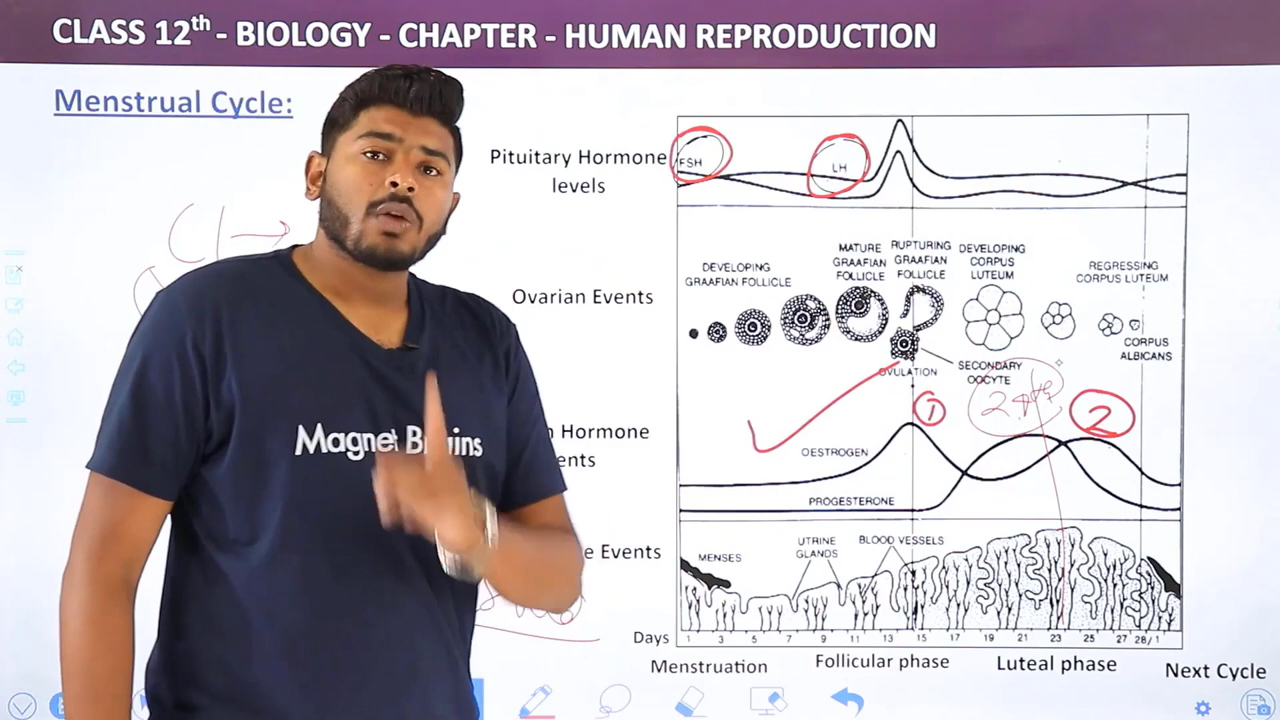 CLASS 12th - BIOLOGY - CHAPTER - HUMAN REPRODUCTION
Menstrual Cycle:
Pituitary Hormone
levels
FSH
LH
DEVELOPING
GRAAFIAN FOLLICLE
MATURE
GRAAFIAN
FOLLICLE
RUPTURING
GRAAFIAN
FOLLICLE
DEVELOPING
CORPUS
LUTEUM
REGRESSING
CORPUS LUTEUM
Ovarian Events
CORPUS
ALBICANS
OVULATION
SECONDARY
OOCYTE
1
2
Magnet Brains
Hormone
OESTROGEN
PROGESTERONE
Events
MENSES
UTRINE
GLANDS
BLOOD VESSELS
Days
1 3 5 7 9 11 13 15 17 19 21 23 25 27 28/1
Menstruation
Follicular phase
Luteal phase
Next Cycle